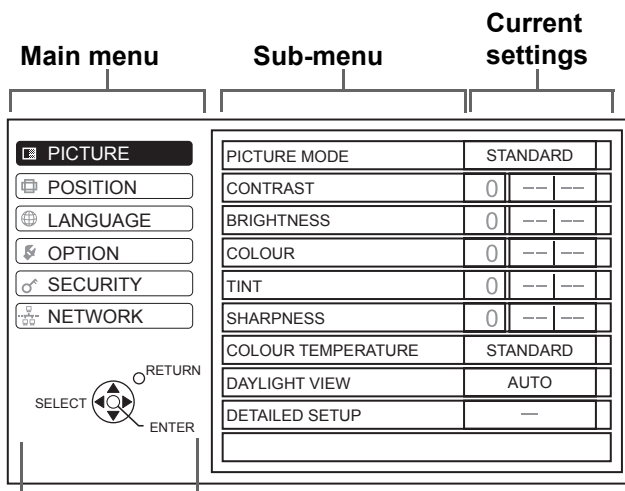 Main menu
Sub-menu
Current
settings
PICTURE
POSITION
LANGUAGE
OPTION
SECURITY
NETWORK
RETURN
SELECT
ENTER
PICTURE MODE STANDARD
CONTRAST 0
BRIGHTNESS 0
COLOUR 0
TINT 0
SHARPNESS 0
COLOUR TEMPERATURE STANDARD
DAYLIGHT VIEW AUTO
DETAILED SETUP —